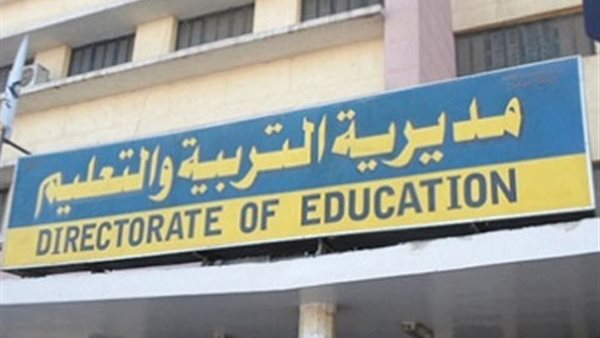 مديرية التربية والتعليم
DIRECTORATE OF EDUCATION